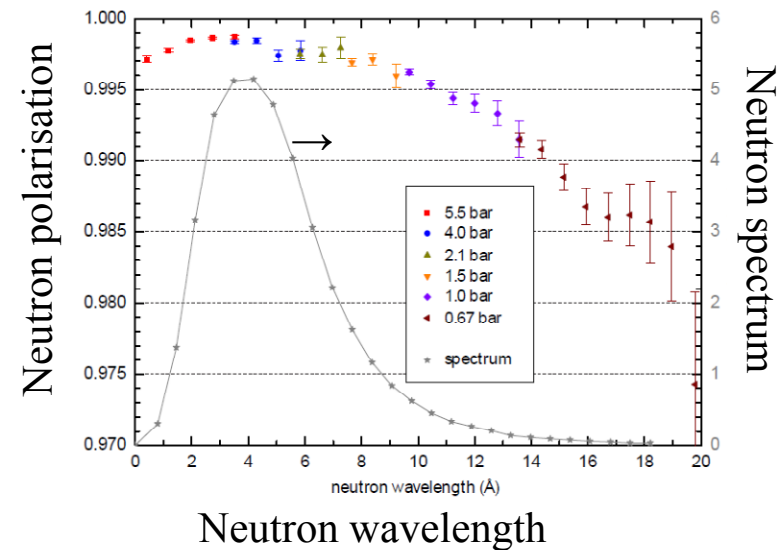 Neutron polarisation
1.000
0.995
0.990
0.985
0.980
0.975
0.970
5.5 bar
4.0 bar
2.1 bar
1.5 bar
1.0 bar
0.67 bar
spectrum
6
5
4
3
2
1
0
Neutron spectrum
0 2 4 6 8 10 12 14 16 18 20
neutron wavelength (Å)
Neutron wavelength